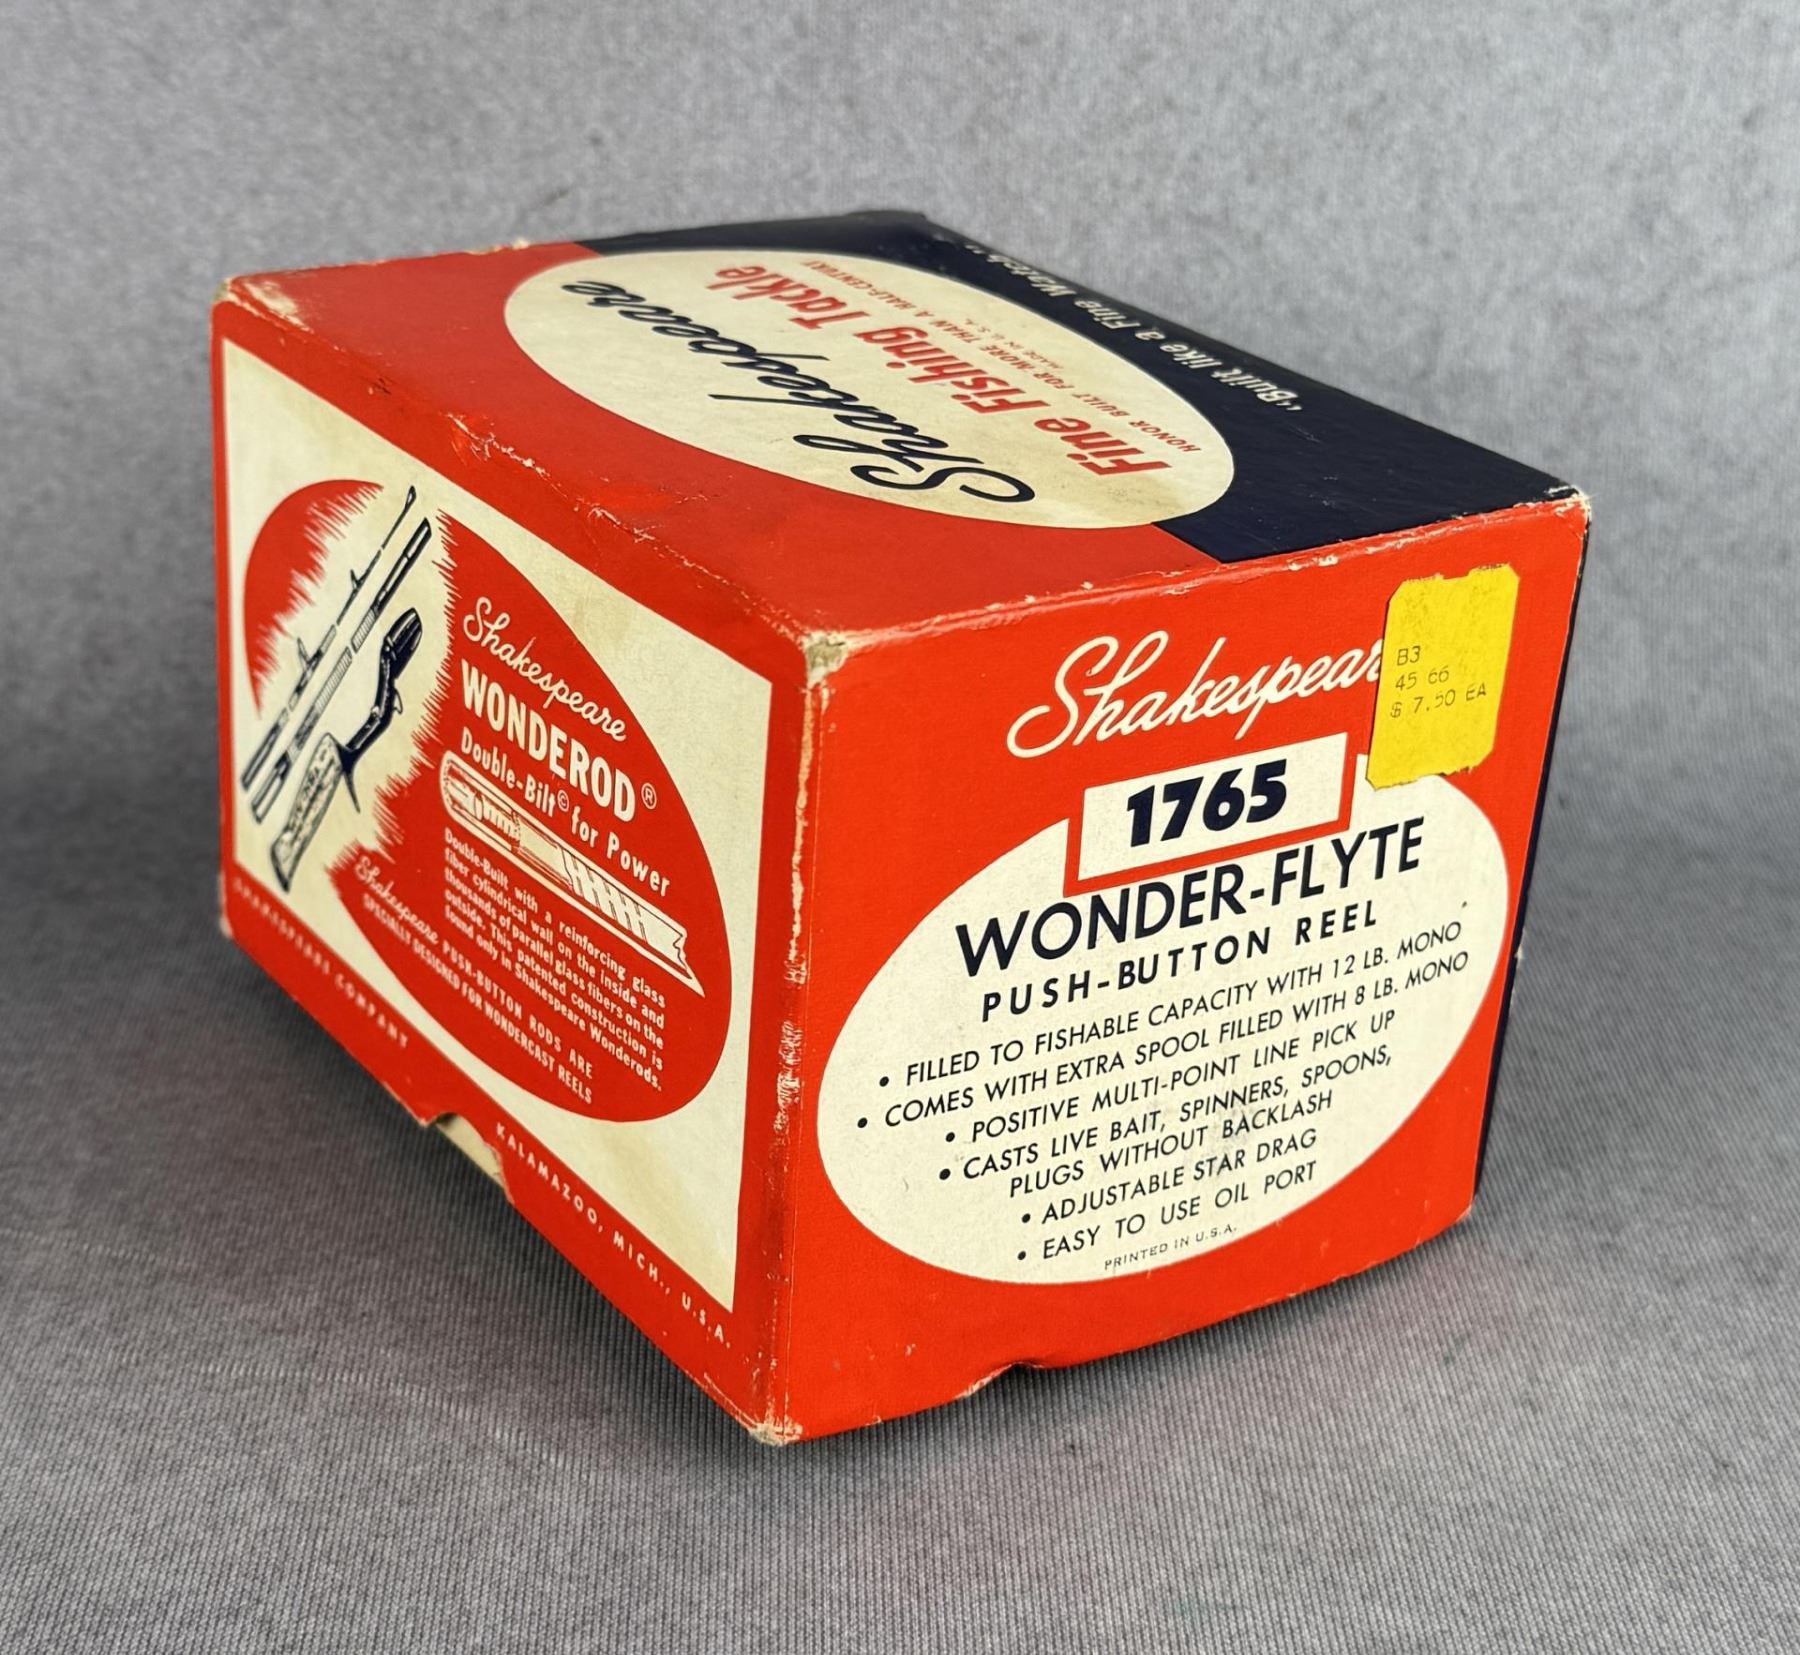 Shakespeare
Fine Fishing Tackle
HONOR BUILT FOR MORE THAN A HALF-CENTURY
MADE IN U.S.A.
"Built like a Fine Watch"
Shakespeare
WONDEROD®
Double-Bilt© for Power
Double-Built with a reinforcing glass
fiber cylindrical wall on the inside and
thousands of parallel glass fibers on the
outside. This patented construction is
found only in Shakespeare Wonderods.
Shakespeare PUSH-BUTTON RODS ARE
SPECIALLY DESIGNED FOR WONDERCAST REELS
SHAKESPEARE COMPANY KALAMAZOO, MICH., U.S.A.
Shakespear
B3
45 66
$ 7.50 EA
1765
WONDER-FLYTE
PUSH-BUTTON REEL
• FILLED TO FISHABLE CAPACITY WITH 12 LB. MONO
• COMES WITH EXTRA SPOOL FILLED WITH 8 LB. MONO
• POSITIVE MULTI-POINT LINE PICK UP
• CASTS LIVE BAIT, SPINNERS, SPOONS,
PLUGS WITHOUT BACKLASH
• ADJUSTABLE STAR DRAG
• EASY TO USE OIL PORT
PRINTED IN U.S.A.